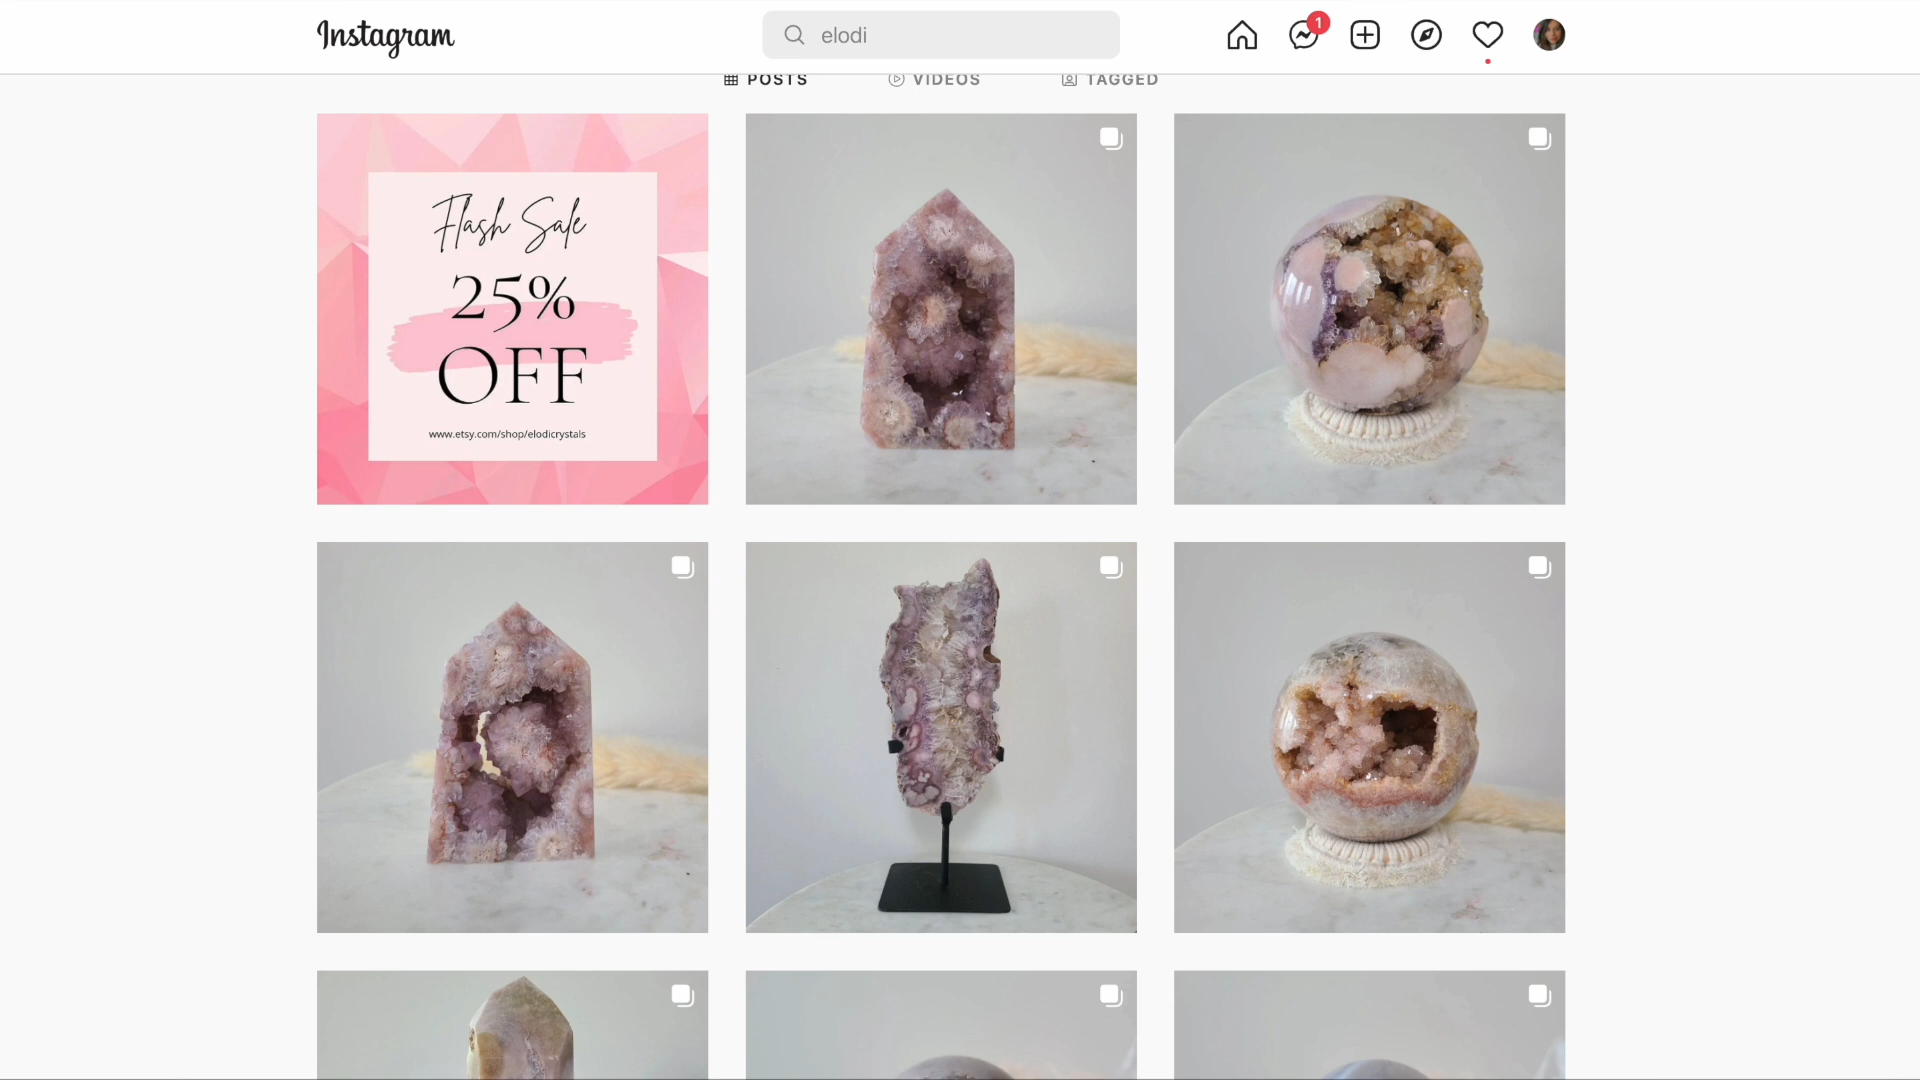 Instagram
elodi
1
POSTS
VIDEOS
TAGGED
Flash Sale
25%
OFF
www.etsy.com/shop/elodicrystals